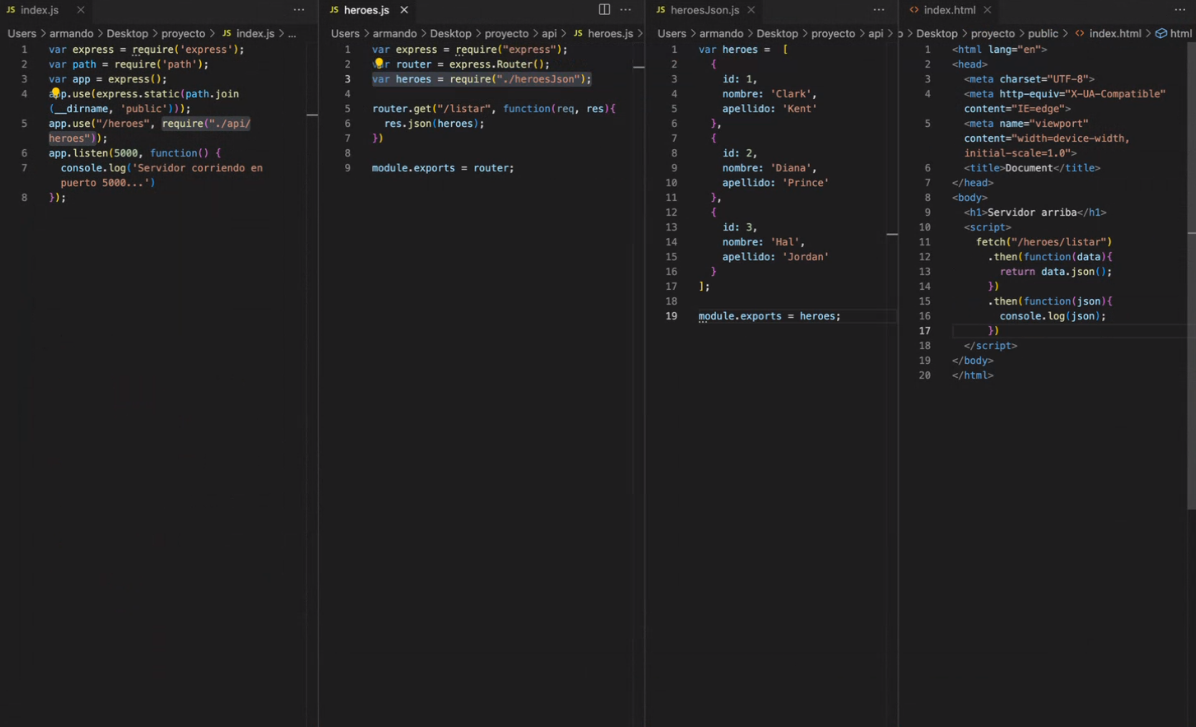 JS index.js
Users > armando > Desktop > proyecto > JS index.js > ...
1 var express = require('express');
2 var path = require('path');
3 var app = express();
4 app.use(express.static(path.join
(__dirname, 'public')));
5 app.use("/heroes", require("./api/
heroes"));
6 app.listen(5000, function() {
7 console.log('Servidor corriendo en
puerto 5000...')
8 });
JS heroes.js
Users > armando > Desktop > proyecto > api > JS heroes.js >
1 var express = require("express");
2 var router = express.Router();
3 var heroes = require("./heroesJson");
4
5 router.get("/listar", function(req, res){
6 res.json(heroes);
7 })
8
9 module.exports = router;
JS heroesJson.js
Users > armando > Desktop > proyecto > api >
1 var heroes = [
2 {
3 id: 1,
4 nombre: 'Clark',
5 apellido: 'Kent'
6 },
7 {
8 id: 2,
9 nombre: 'Diana',
10 apellido: 'Prince'
11 },
12 {
13 id: 3,
14 nombre: 'Hal',
15 apellido: 'Jordan'
16 }
17 ];
18
19 module.exports = heroes;
<> index.html
> Desktop > proyecto > public > <> index.html > html
1 <html lang="en">
2 <head>
3 <meta charset="UTF-8">
4 <meta http-equiv="X-UA-Compatible"
content="IE=edge">
5 <meta name="viewport"
content="width=device-width,
initial-scale=1.0">
6 <title>Document</title>
7 </head>
8 <body>
9 <h1>Servidor arriba</h1>
10 <script>
11 fetch("/heroes/listar")
12 .then(function(data){
13 return data.json();
14 })
15 .then(function(json){
16 console.log(json);
17 })
18 </script>
19 </body>
20 </html>